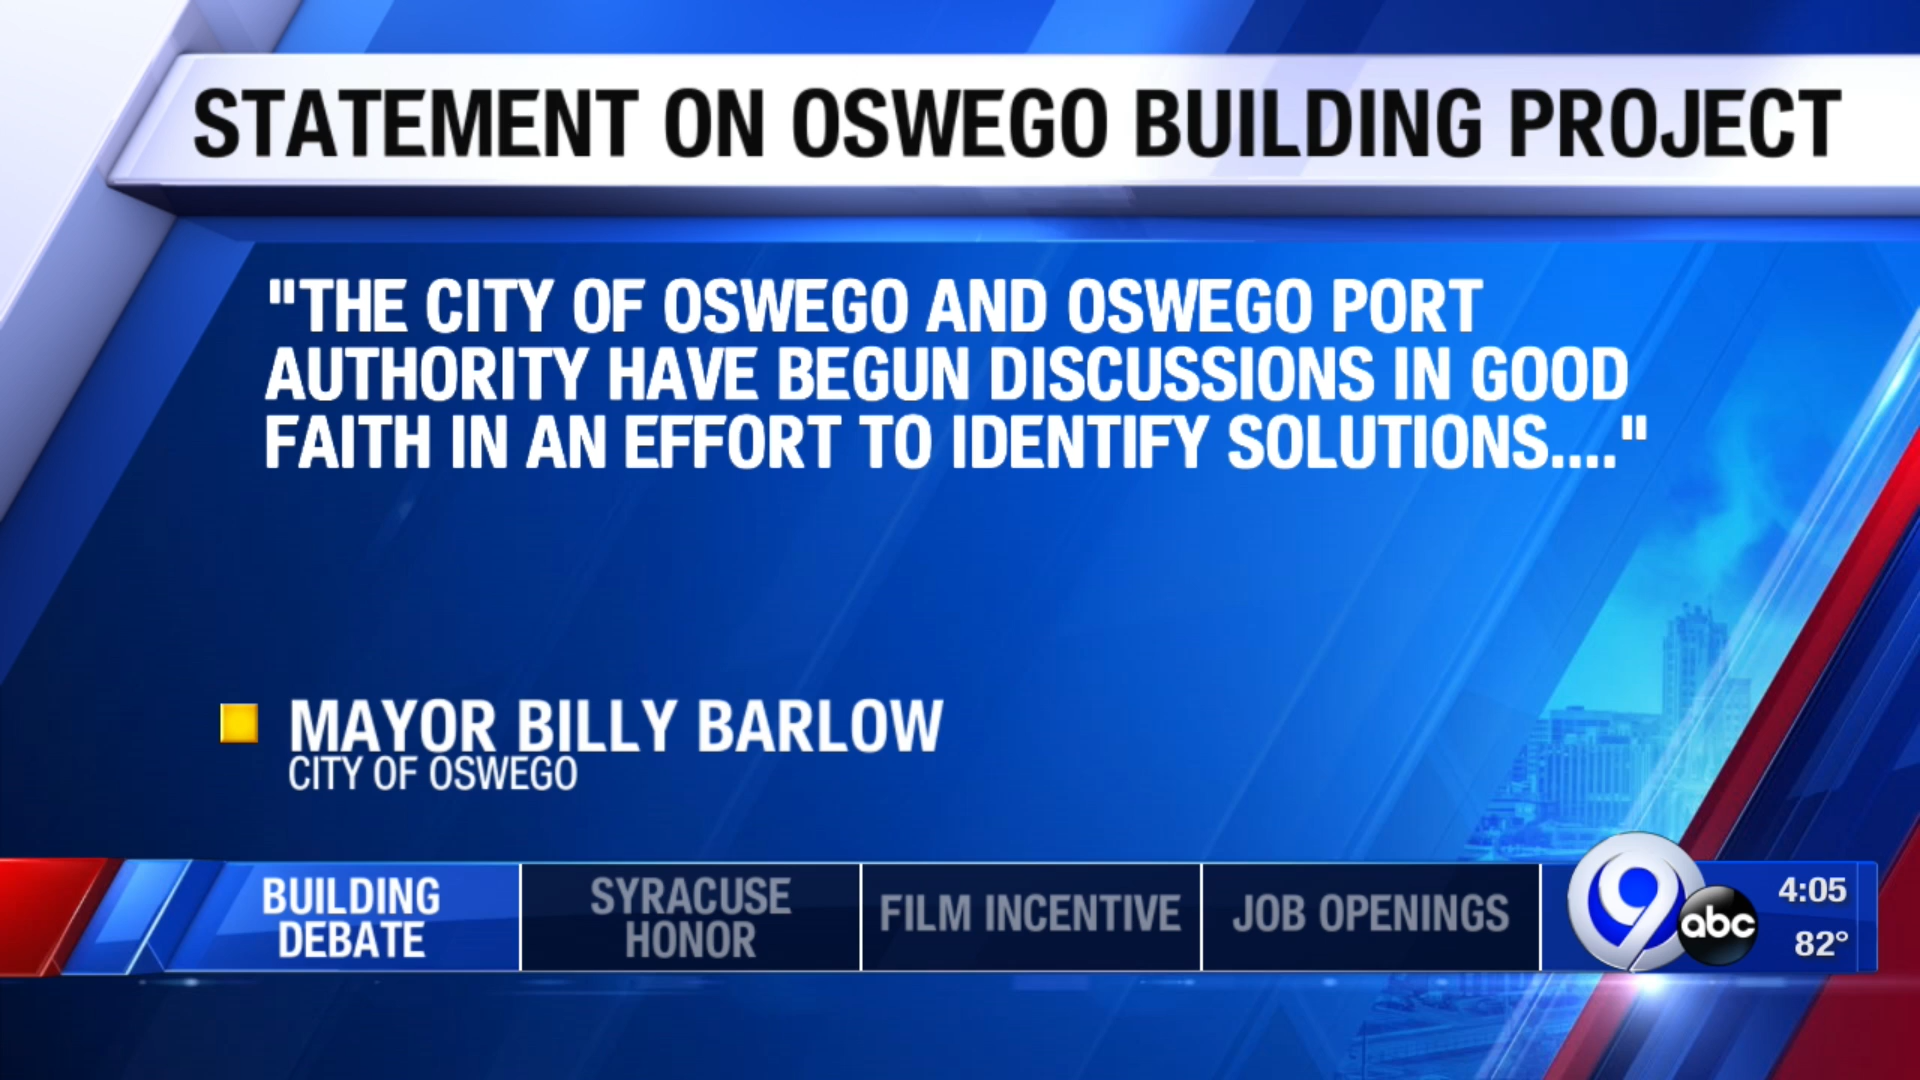 STATEMENT ON OSWEGO BUILDING PROJECT
"THE CITY OF OSWEGO AND OSWEGO PORT
AUTHORITY HAVE BEGUN DISCUSSIONS IN GOOD
FAITH IN AN EFFORT TO IDENTIFY SOLUTIONS...."
MAYOR BILLY BARLOW
CITY OF OSWEGO
BUILDING
DEBATE
SYRACUSE
HONOR
FILM INCENTIVE
JOB OPENINGS
9
abc
4:05
82°